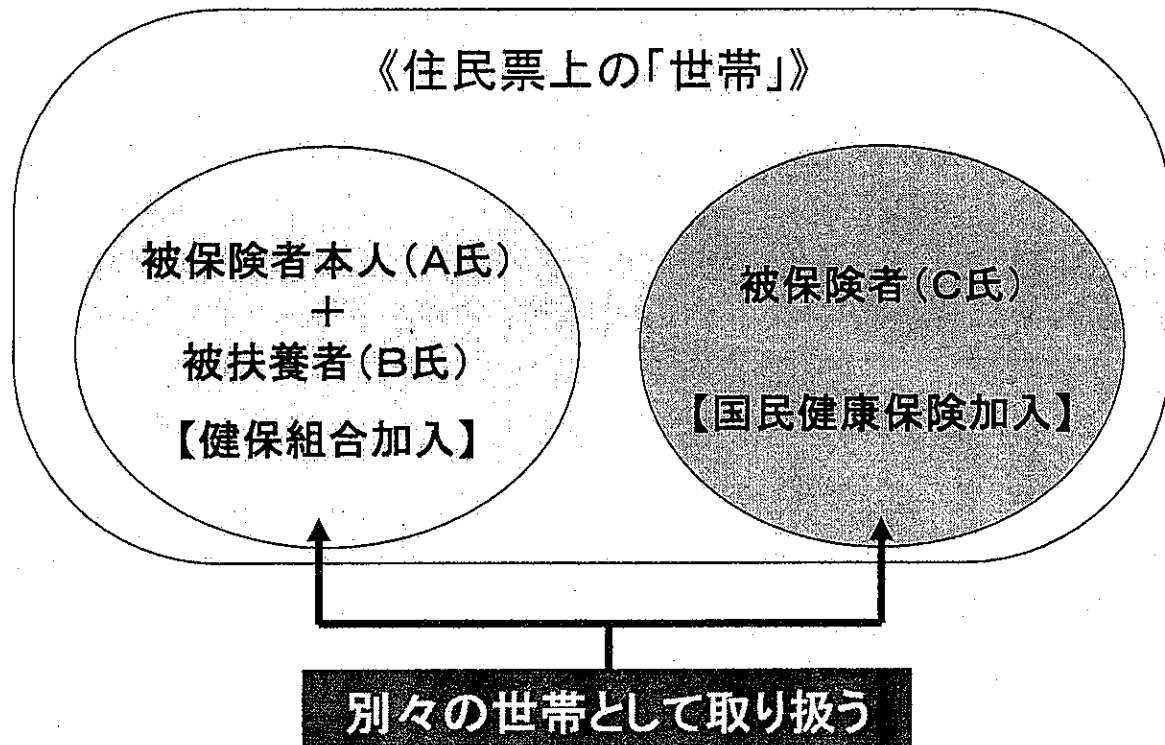 《住民票上の「世帯」》
被保険者本人(A氏)
+
被扶養者(B氏)
【健保組合加入】
被保険者(C氏)
【国民健康保険加入】
別々の世帯として取り扱う